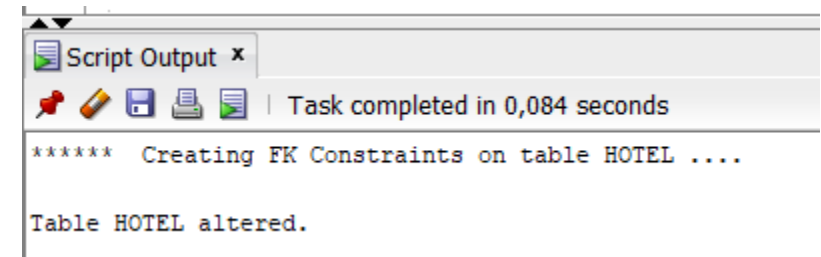 Script Output x
Task completed in 0,084 seconds
****** Creating FK Constraints on table HOTEL ....
Table HOTEL altered.